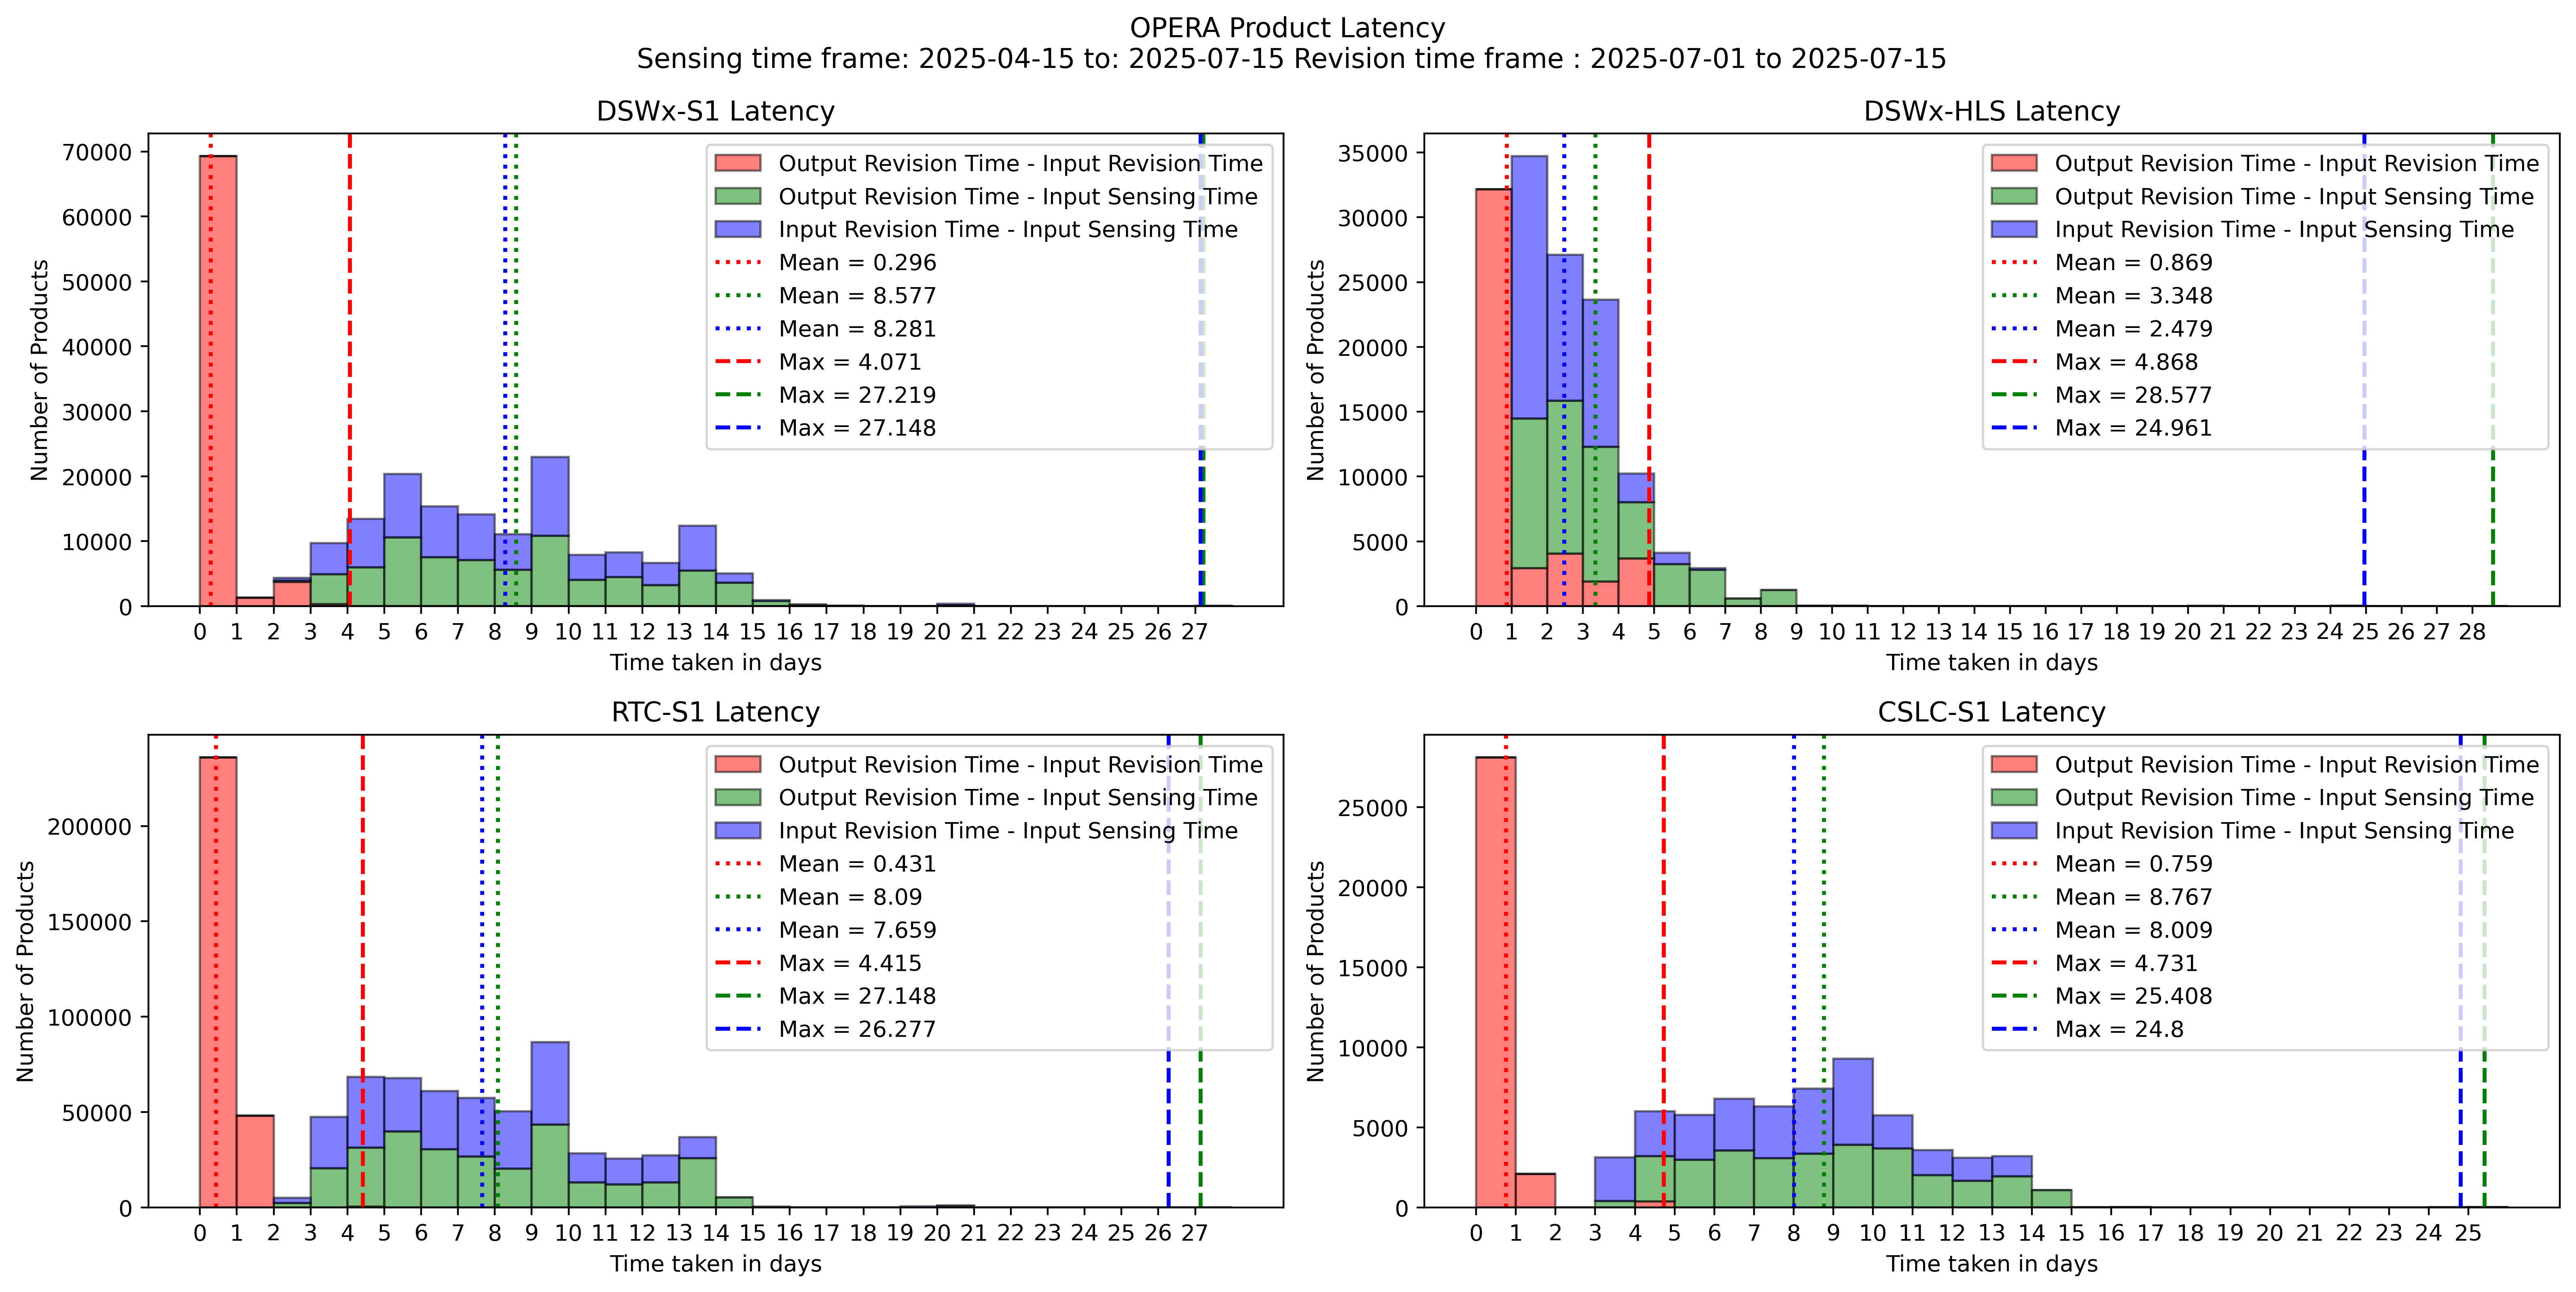 OPERA Product Latency
Sensing time frame: 2025-04-15 to: 2025-07-15 Revision time frame : 2025-07-01 to 2025-07-15
DSWx-S1 Latency
Number of Products
70000
60000
50000
40000
30000
20000
10000
0
Output Revision Time - Input Revision Time
Output Revision Time - Input Sensing Time
Input Revision Time - Input Sensing Time
Mean = 0.296
Mean = 8.577
Mean = 8.281
Max = 4.071
Max = 27.219
Max = 27.148
0 1 2 3 4 5 6 7 8 9 10 11 12 13 14 15 16 17 18 19 20 21 22 23 24 25 26 27
Time taken in days
DSWx-HLS Latency
Number of Products
35000
30000
25000
20000
15000
10000
5000
0
Output Revision Time - Input Revision Time
Output Revision Time - Input Sensing Time
Input Revision Time - Input Sensing Time
Mean = 0.869
Mean = 3.348
Mean = 2.479
Max = 4.868
Max = 28.577
Max = 24.961
0 1 2 3 4 5 6 7 8 9 10 11 12 13 14 15 16 17 18 19 20 21 22 23 24 25 26 27 28
Time taken in days
RTC-S1 Latency
Number of Products
200000
150000
100000
50000
0
Output Revision Time - Input Revision Time
Output Revision Time - Input Sensing Time
Input Revision Time - Input Sensing Time
Mean = 0.431
Mean = 8.09
Mean = 7.659
Max = 4.415
Max = 27.148
Max = 26.277
0 1 2 3 4 5 6 7 8 9 10 11 12 13 14 15 16 17 18 19 20 21 22 23 24 25 26 27
Time taken in days
CSLC-S1 Latency
Number of Products
25000
20000
15000
10000
5000
0
Output Revision Time - Input Revision Time
Output Revision Time - Input Sensing Time
Input Revision Time - Input Sensing Time
Mean = 0.759
Mean = 8.767
Mean = 8.009
Max = 4.731
Max = 25.408
Max = 24.8
0 1 2 3 4 5 6 7 8 9 10 11 12 13 14 15 16 17 18 19 20 21 22 23 24 25
Time taken in days